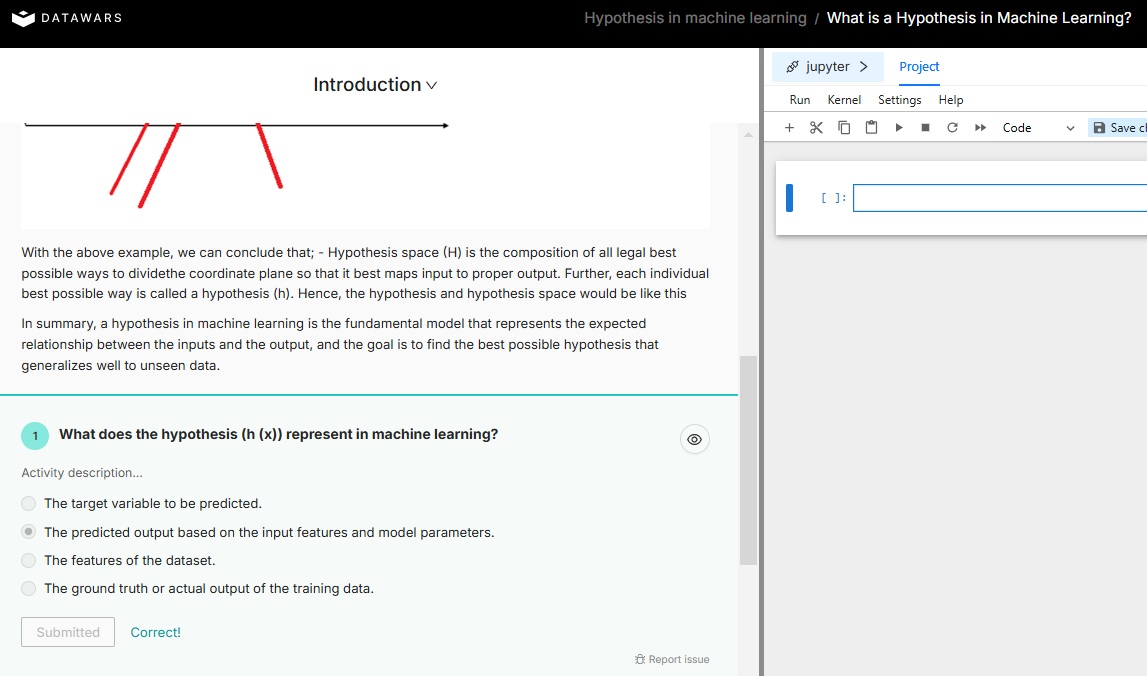 DATAWARS
Hypothesis in machine learning / What is a Hypothesis in Machine Learning?
Introduction
jupyter
Project
Run Kernel Settings Help
Code
Save cl
[ ]:
With the above example, we can conclude that; - Hypothesis space (H) is the composition of all legal best
possible ways to dividethe coordinate plane so that it best maps input to proper output. Further, each individual
best possible way is called a hypothesis (h). Hence, the hypothesis and hypothesis space would be like this
In summary, a hypothesis in machine learning is the fundamental model that represents the expected
relationship between the inputs and the output, and the goal is to find the best possible hypothesis that
generalizes well to unseen data.
1 What does the hypothesis (h (x)) represent in machine learning?
Activity description...
The target variable to be predicted.
The predicted output based on the input features and model parameters.
The features of the dataset.
The ground truth or actual output of the training data.
Submitted Correct!
Report issue